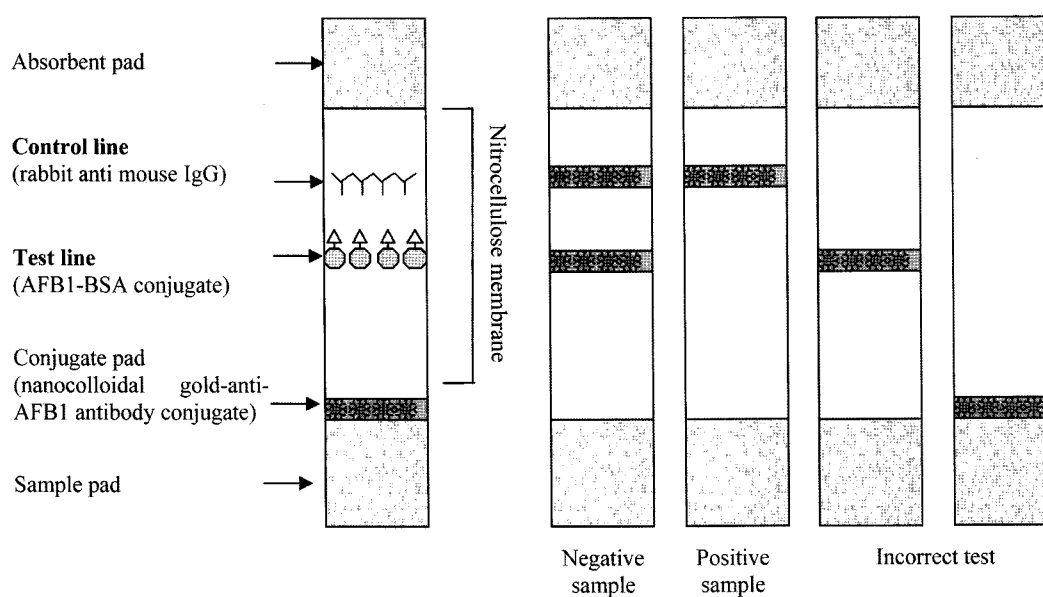 Absorbent pad
Control line
(rabbit anti mouse IgG)
Test line
(AFB1-BSA conjugate)
Conjugate pad
(nanocolloidal gold-anti-
AFB1 antibody conjugate)
Sample pad
Nitrocellulose membrane
Negative
sample
Positive
sample
Incorrect test